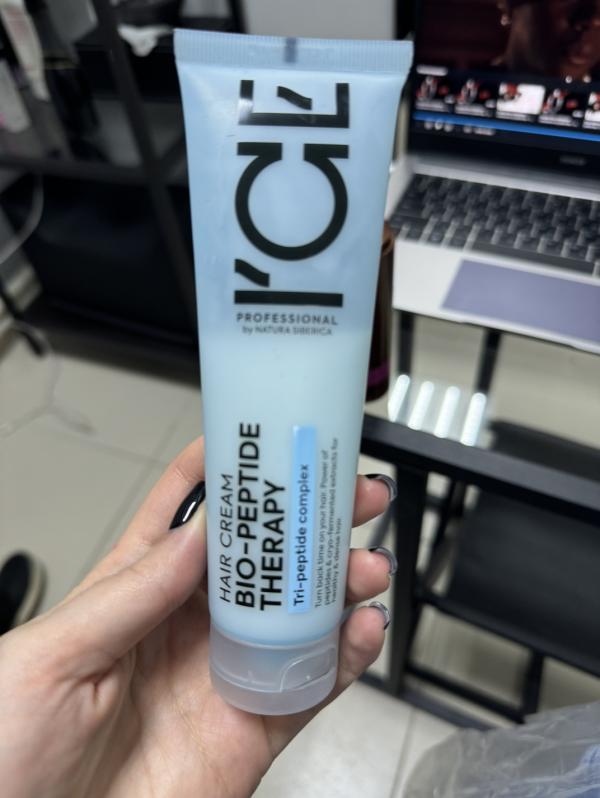 I'CE'
PROFESSIONAL
by NATURA SIBERICA
HAIR CREAM
BIO-PEPTIDE
THERAPY
Tri-peptide complex
Turn back time on your hair. Power of
peptides & cryo-fermented extracts for
healthy & dense hair.